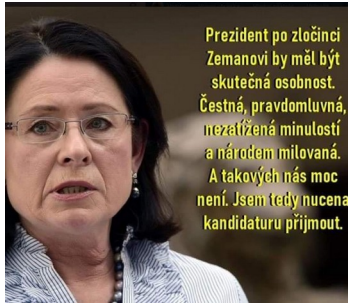 Prezident po zločinci
Zemanovi by měl být
skutečná osobnost.
Čestná, pravdomluvná,
nezatížená minulostí
a národem milovaná.
A takových nás moc
není. Jsem tedy nucena
kandidaturu přijmout.